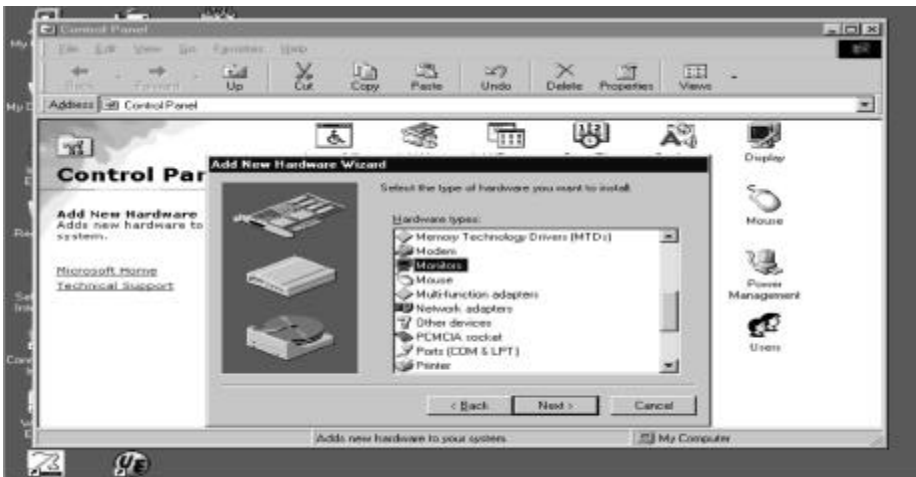 Control Panel
File Edit View Go Favorites Help
Back Forward Up Cut Copy Paste Undo Delete Properties Views
Address Control Panel
Control Par
Add New Hardware
Adds new hardware to
system.
Microsoft Home
Technical Support
Display
Mouse
Power
Management
Users
Add New Hardware Wizard
Select the type of hardware you want to install.
Hardware types:
Memory Technology Drivers (MTDs)
Modem
Monitors
Mouse
Multi-function adapters
Network adapters
Other devices
PCMCIA socket
Ports (COM & LPT)
Printer
< Back Next > Cancel
Adds new hardware to your system. My Computer